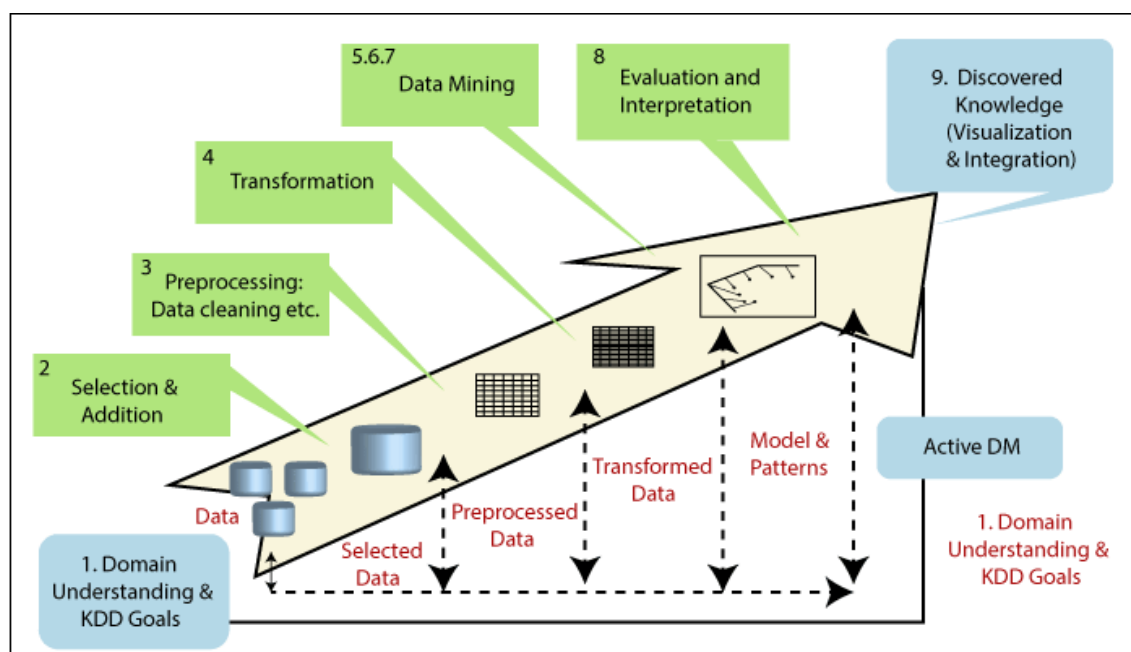 5.6.7
Data Mining
8
Evaluation and
Interpretation
9. Discovered
Knowledge
(Visualization
& Integration)
4
Transformation
3
Preprocessing:
Data cleaning etc.
2
Selection &
Addition
Data
Selected
Data
Preprocessed
Data
Transformed
Data
Model &
Patterns
Active DM
1. Domain
Understanding &
KDD Goals
1. Domain
Understanding &
KDD Goals